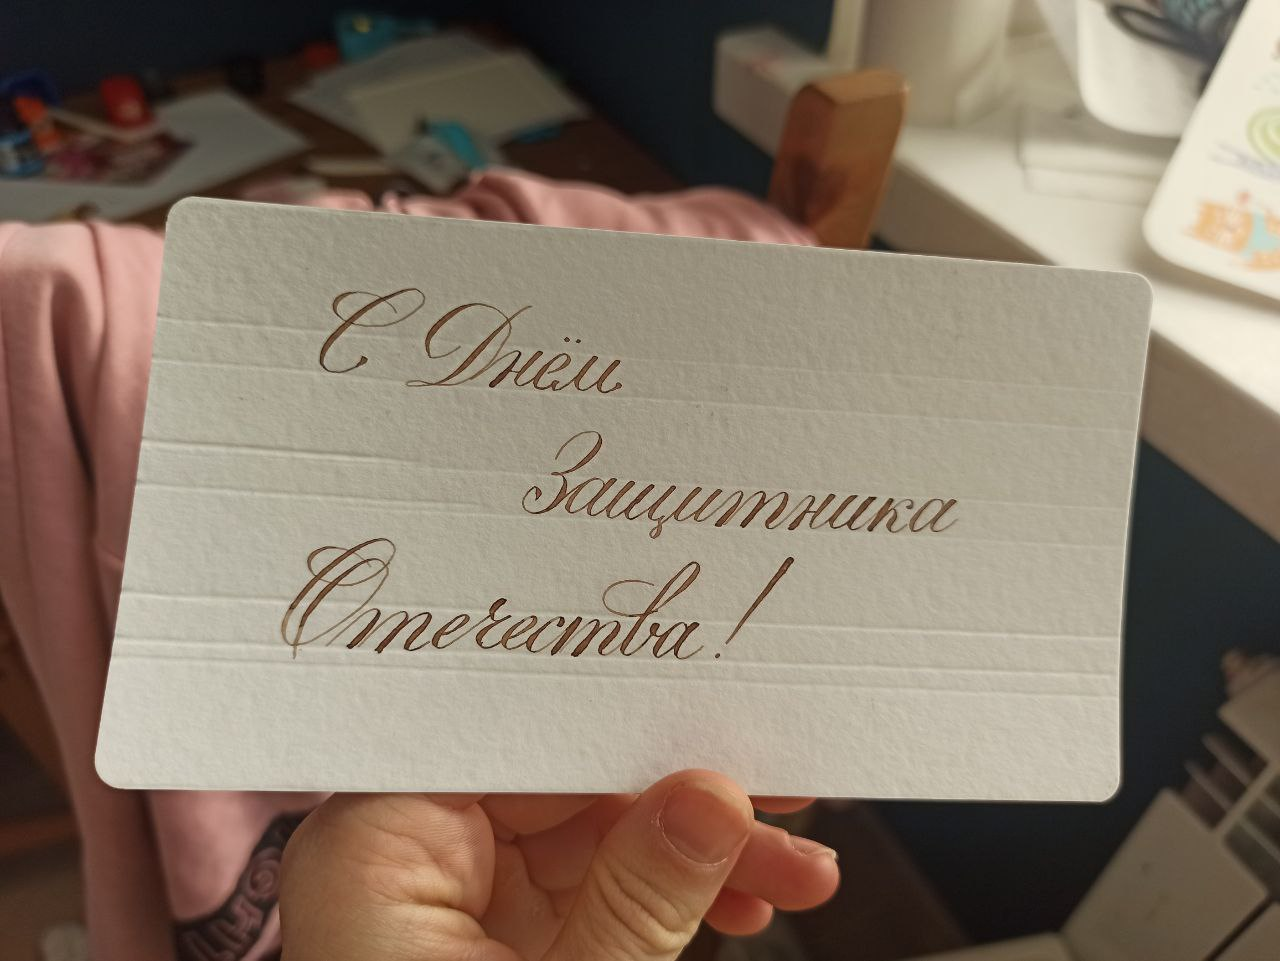 С Днём
Защитника
Отечества!